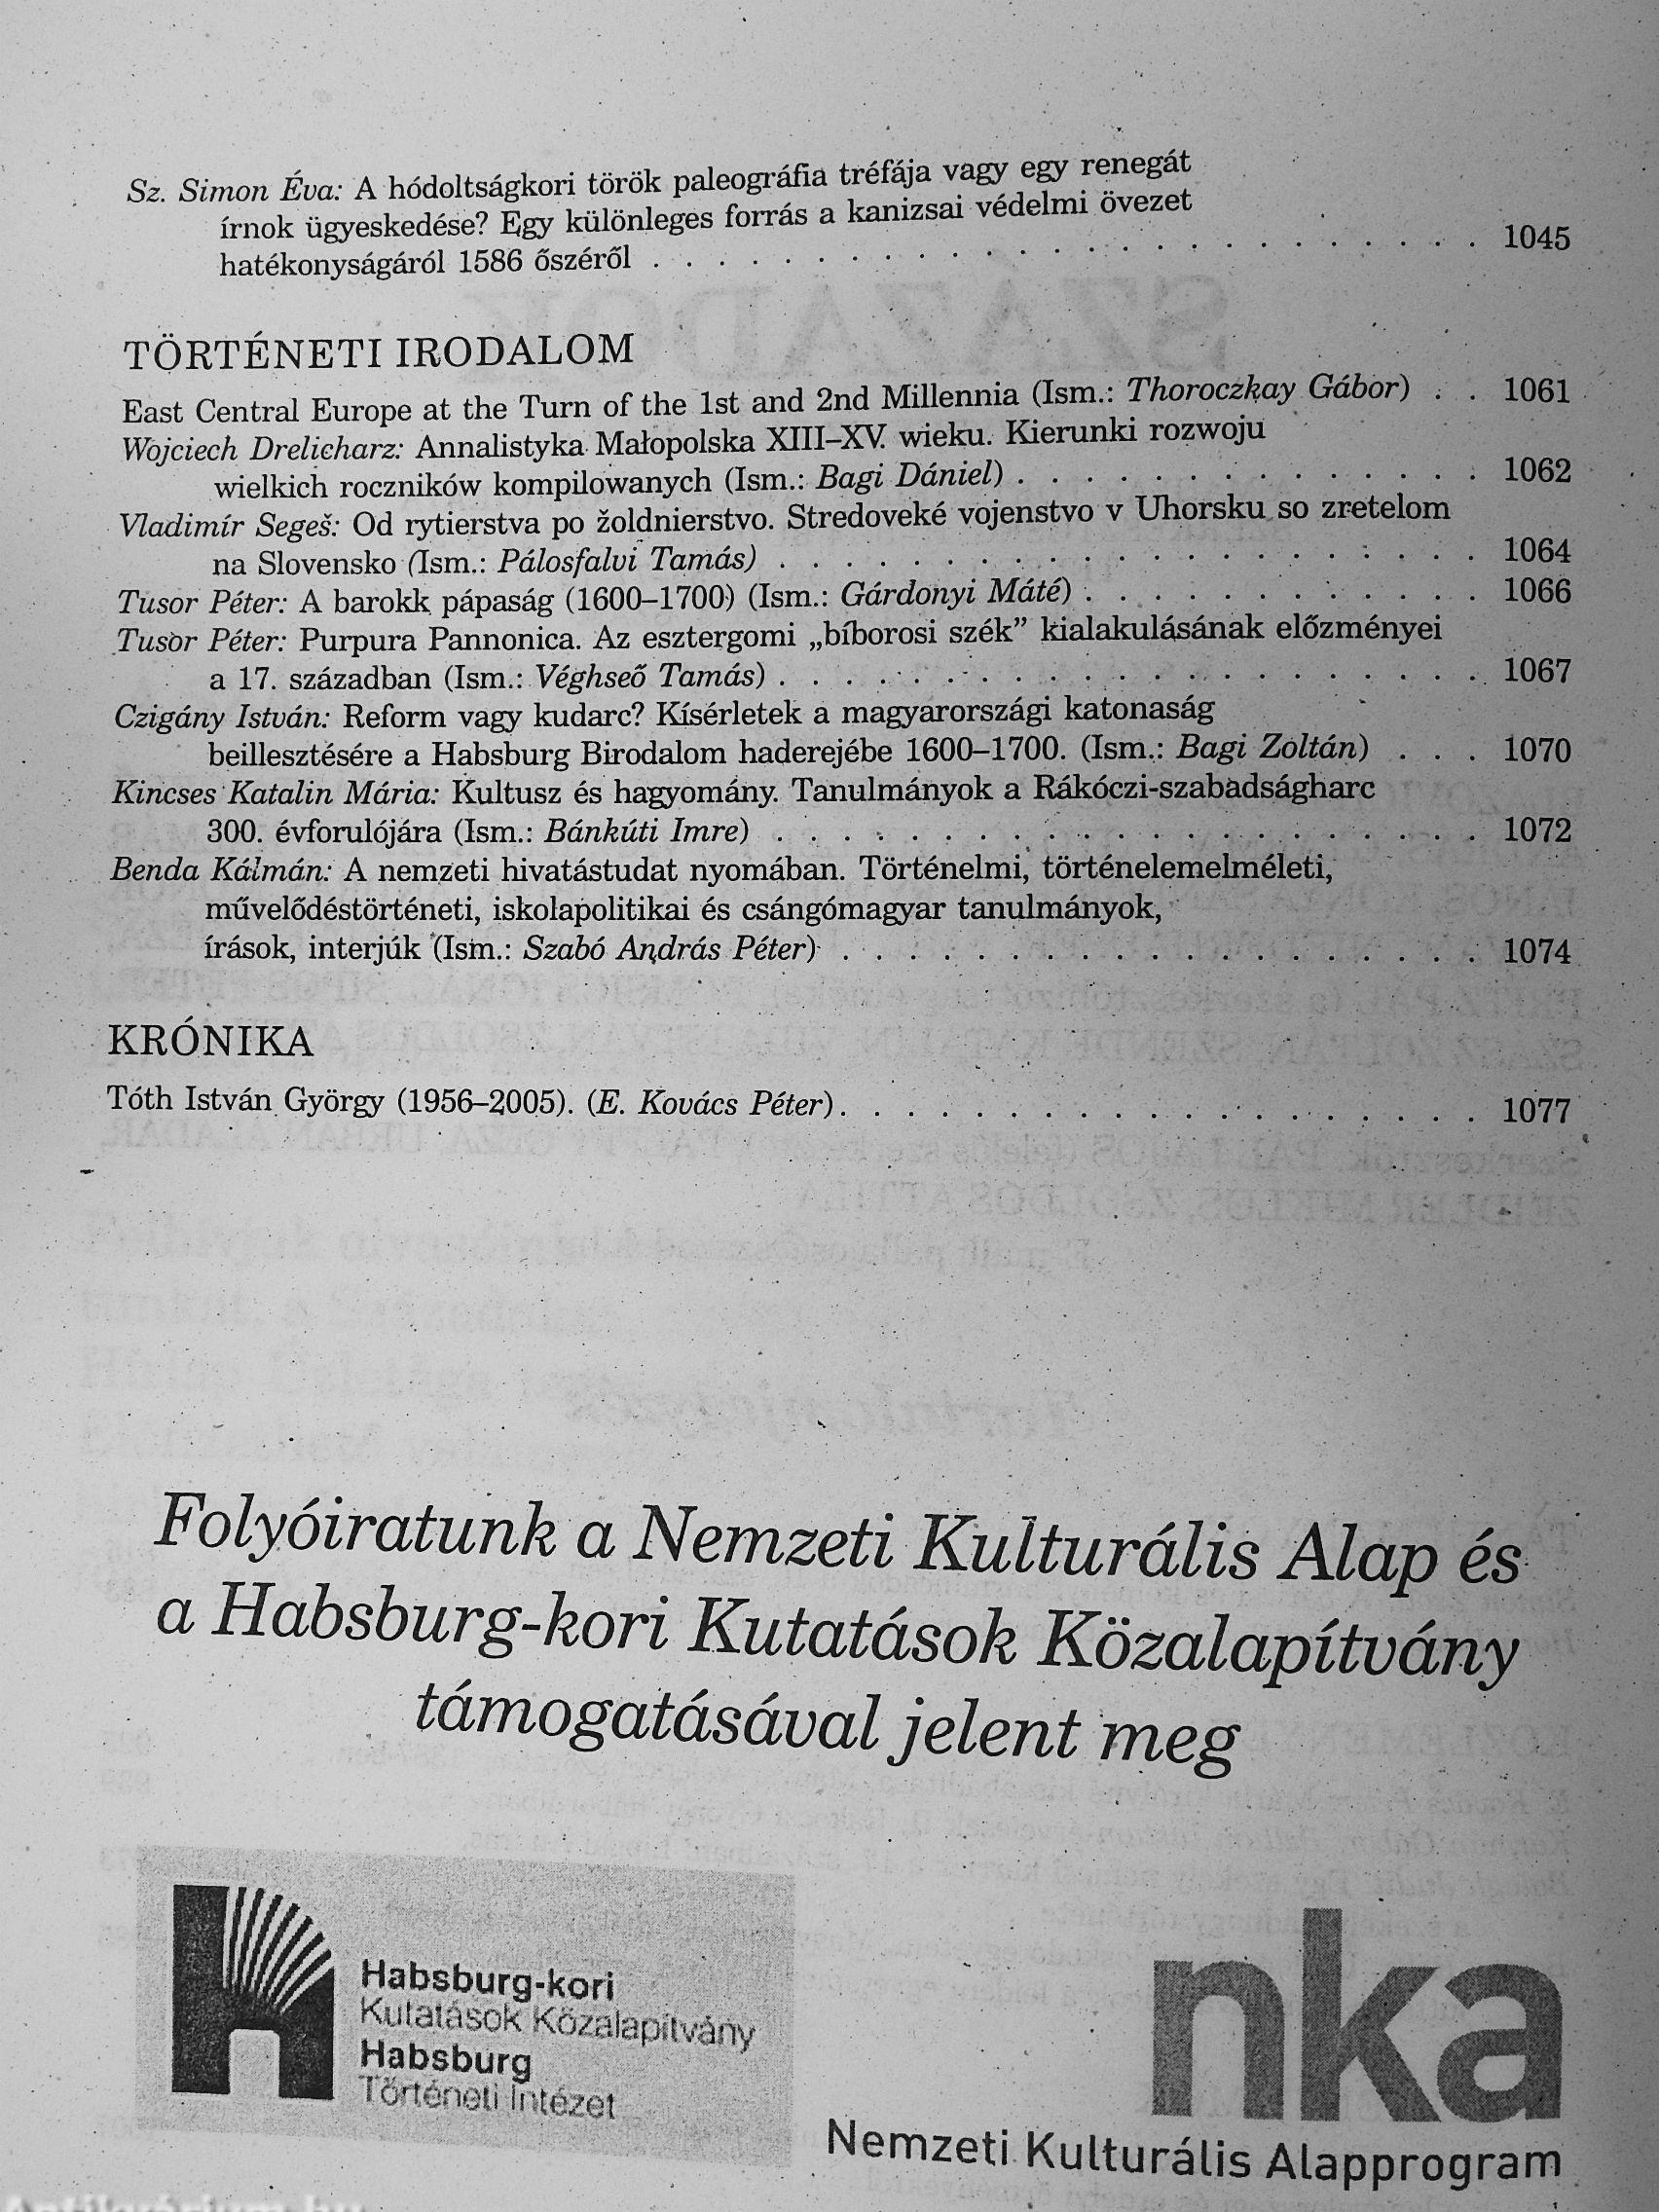 Sz. Simon Éva: A hódoltságkori török paleográfia tréfája vagy egy renegát
írnok ügyeskedése? Egy különleges forrás a kanizsai védelmi övezet
hatékonyságáról 1586 őszéről . . . . . . . . . . . . . . . . . . . . . . . . . 1045
TÖRTÉNETI IRODALOM
East Central Europe at the Turn of the 1st and 2nd Millennia (Ism.: Thoroczkay Gábor) . . 1061
Wojciech Drelicharz: Annalistyka Małopolska XIII–XV. wieku. Kierunki rozwoju
wielkich roczników kompilowanych (Ism.: Bagi Dániel) . . . . . . . . . . . . . . 1062
Vladimír Segeš: Od rytierstva po žoldnierstvo. Stredoveké vojenstvo v Uhorsku so zretelom
na Slovensko (Ism.: Pálosfalvi Tamás) . . . . . . . . . . . . . . . . . . . . . 1064
Tusor Péter: A barokk pápaság (1600–1700) (Ism.: Gárdonyi Máté) . . . . . . . . . . . . 1066
Tusor Péter: Purpura Pannonica. Az esztergomi „bíborosi szék” kialakulásának előzményei
a 17. században (Ism.: Véghseő Tamás) . . . . . . . . . . . . . . . . . . . . . 1067
Czigány István: Reform vagy kudarc? Kísérletek a magyarországi katonaság
beillesztésére a Habsburg Birodalom haderejébe 1600–1700. (Ism.: Bagi Zoltán) . . . 1070
Kincses Katalin Mária: Kultusz és hagyomány. Tanulmányok a Rákóczi-szabadságharc
300. évforulójára (Ism.: Bánkúti Imre) . . . . . . . . . . . . . . . . . . . . . 1072
Benda Kálmán: A nemzeti hivatástudat nyomában. Történelmi, történelemelméleti,
művelődéstörténeti, iskolapolitikai és csángómagyar tanulmányok,
írások, interjúk (Ism.: Szabó András Péter) . . . . . . . . . . . . . . . . . . . 1074
KRÓNIKA
Tóth István György (1956–2005). (E. Kovács Péter) . . . . . . . . . . . . . . . . . . . 1077
Folyóiratunk a Nemzeti Kulturális Alap és
a Habsburg-kori Kutatások Közalapítvány
támogatásával jelent meg
Habsburg-kori
Kutatások Közalapítvány
Habsburg
Történeti Intézet
nka
Nemzeti Kulturális Alapprogram